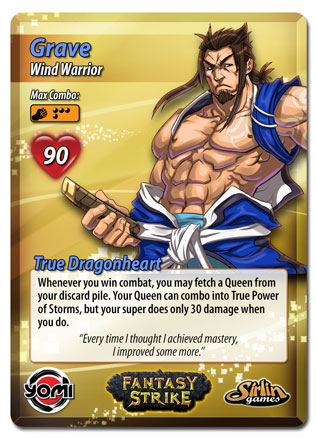 Grave
Wind Warrior
Max Combo:
90
True Dragonheart
Whenever you win combat, you may fetch a Queen from
your discard pile. Your Queen can combo into True Power
of Storms, but your super does only 30 damage when
you do.
"Every time I thought I achieved mastery,
I improved some more."
YOMI
FANTASY
STRIKE
Sirlin
games